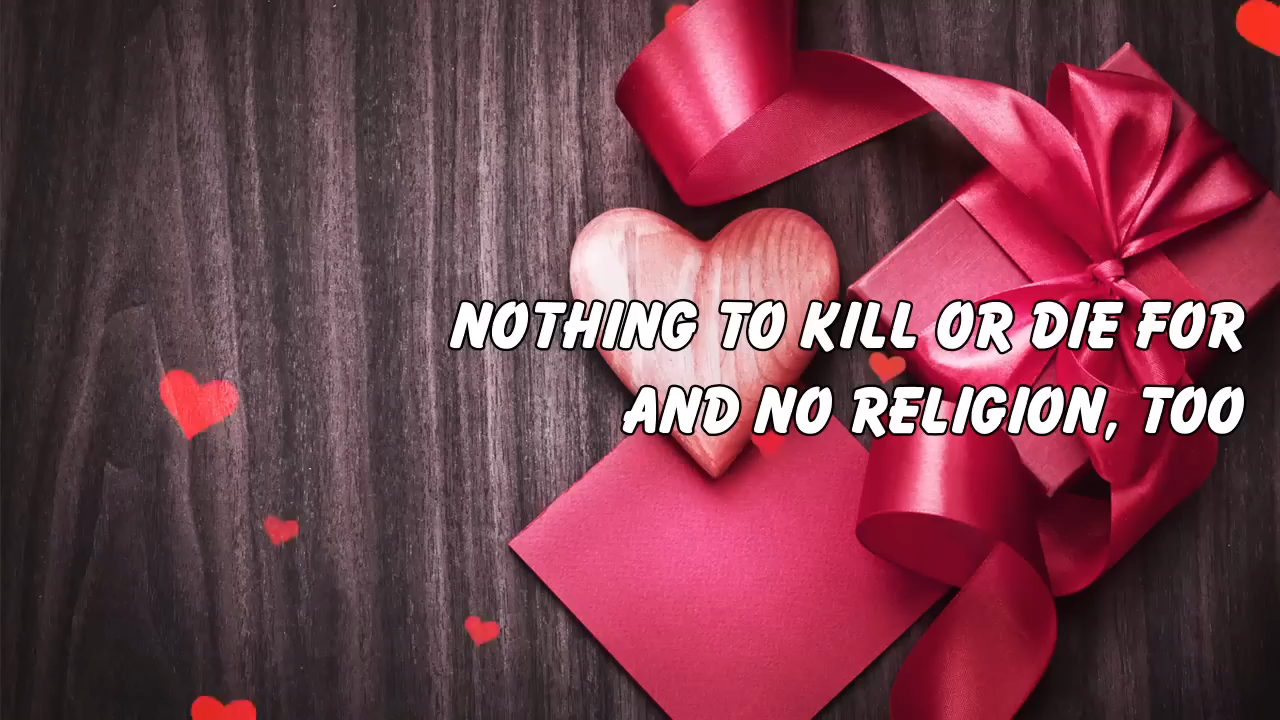 NOTHING TO KILL OR DIE FOR
AND NO RELIGION, TOO